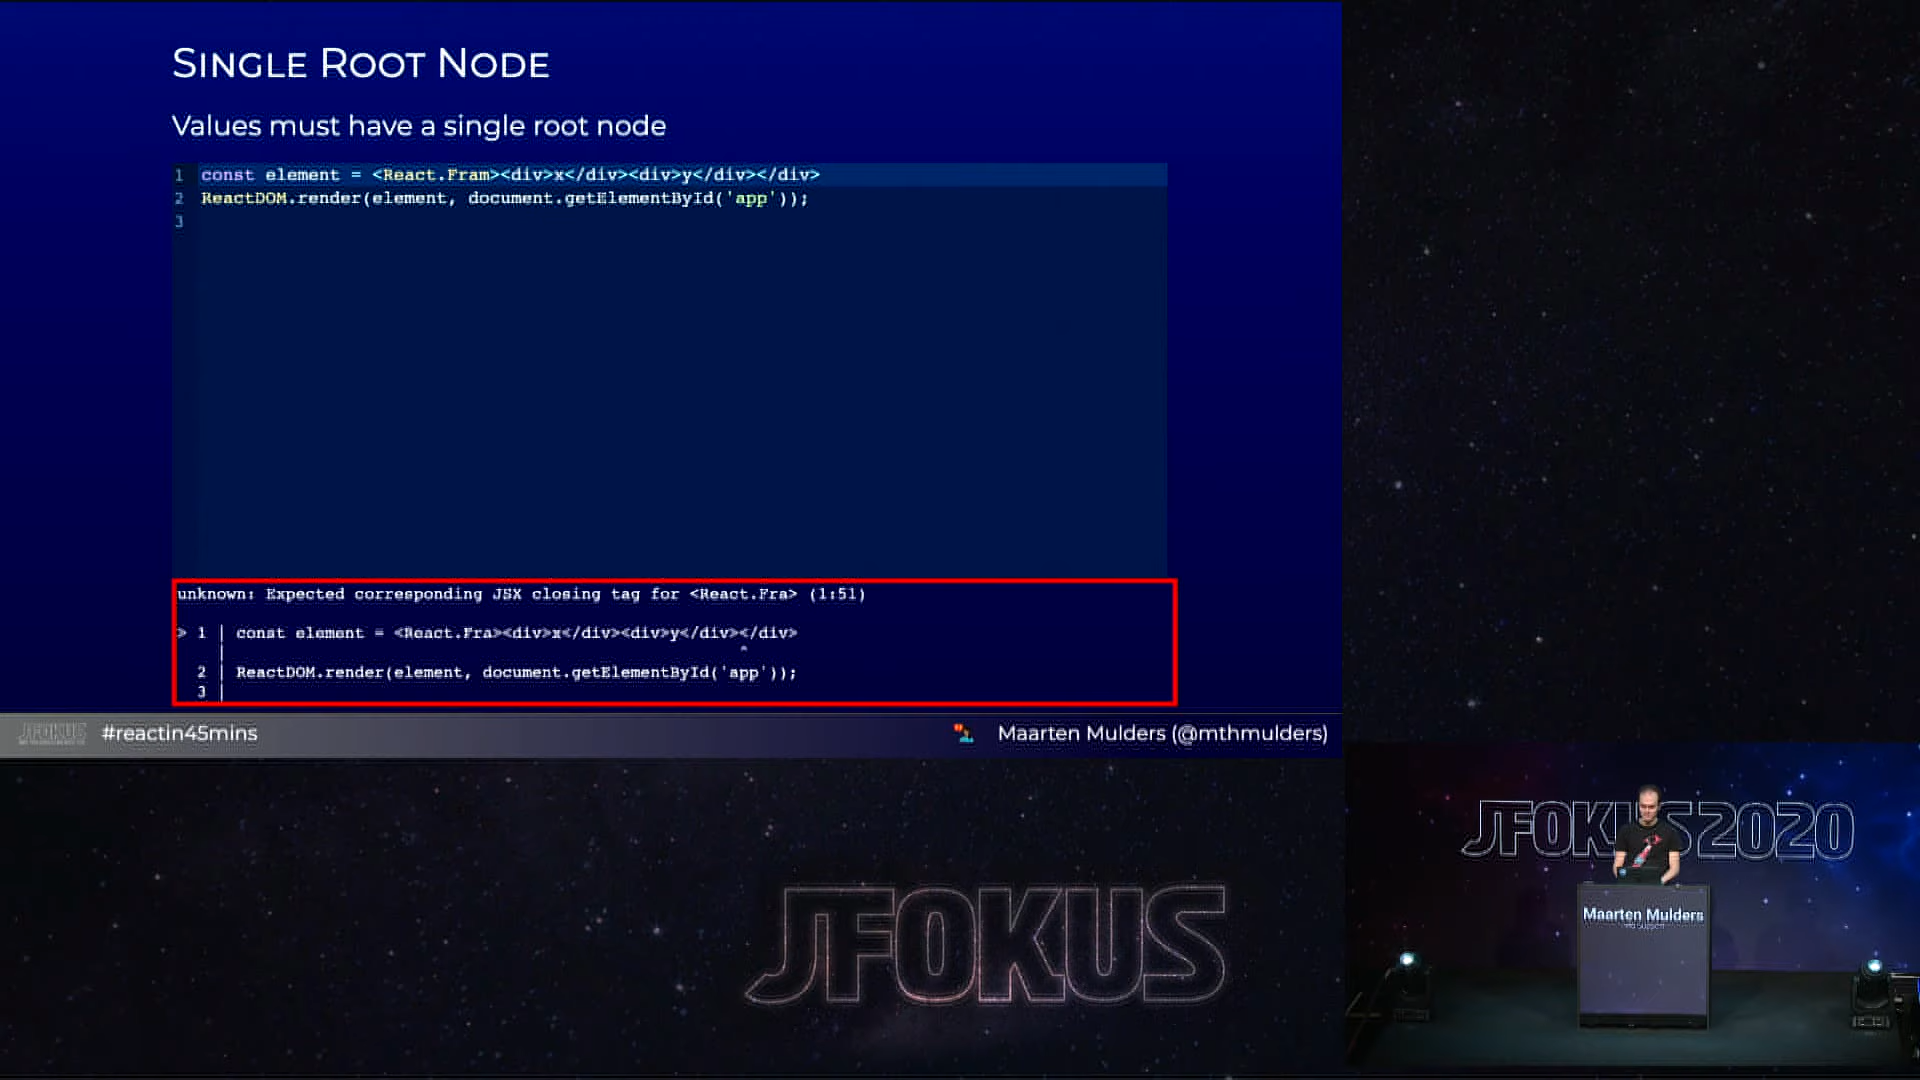 SINGLE ROOT NODE
Values must have a single root node
1 const element = <React.Fram><div>x</div><div>y</div></div>
2 ReactDOM.render(element, document.getElementById('app'));
3
unknown: Expected corresponding JSX closing tag for <React.Fra> (1:51)
> 1 | const element = <React.Fra><div>x</div><div>y</div></div>
| ^
2 | ReactDOM.render(element, document.getElementById('app'));
3 |
JFOKUS #reactin45mins Maarten Mulders (@mthmulders)
JFOKUS 2020
Maarten Mulders
JFOKUS